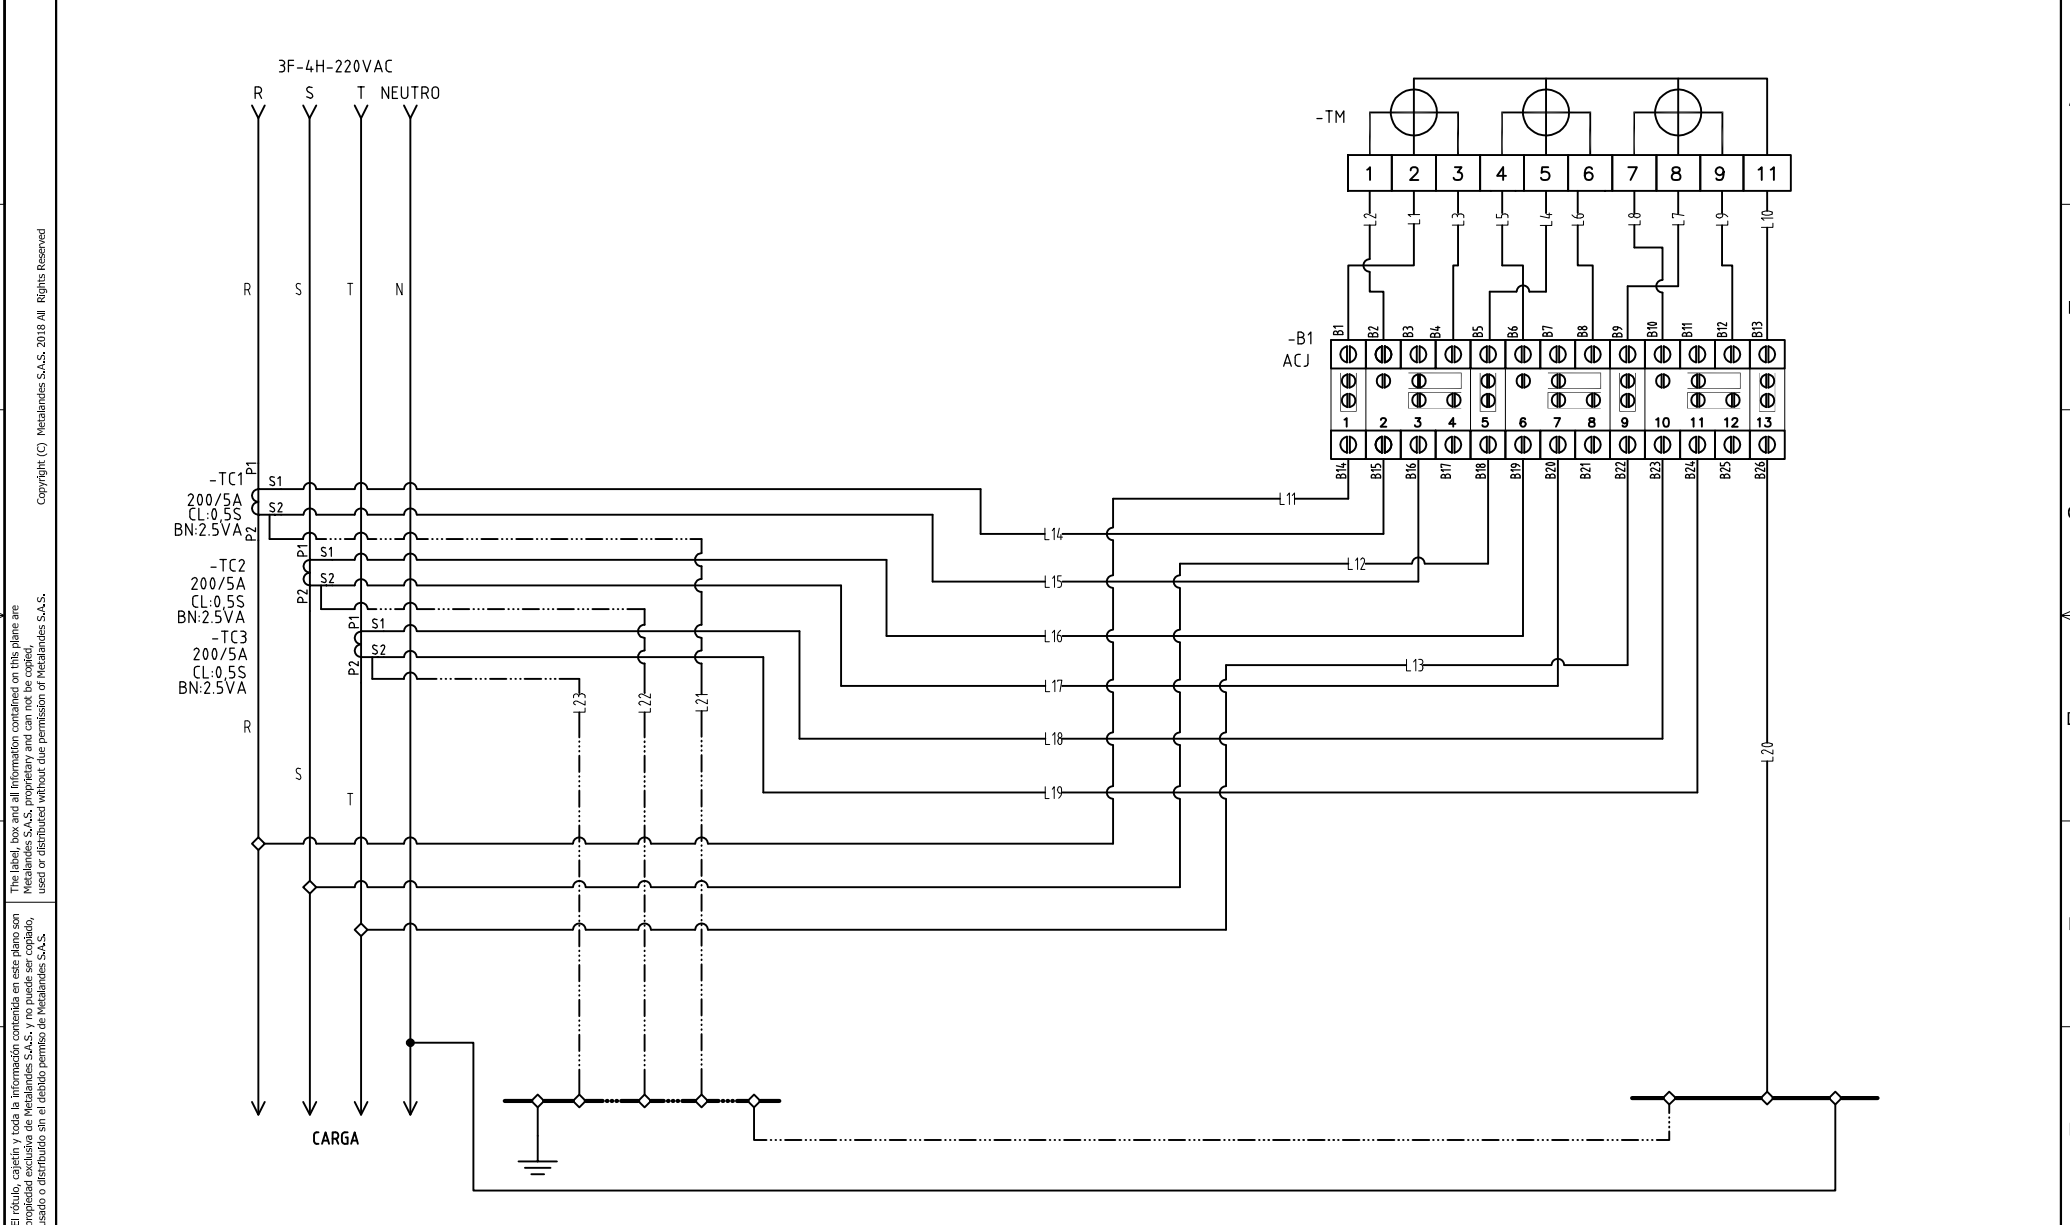 3F-4H-220VAC
R S T NEUTRO
-TM
1 2 3 4 5 6 7 8 9 11
L2 L1 L3 L5 L4 L6 L8 L7 L9 L10
R S T N
B1 B2 B3 B4 B5 B6 B7 B8 B9 B10 B11 B12 B13
-B1
ACJ
1 2 3 4 5 6 7 8 9 10 11 12 13
B14 B15 B16 B17 B18 B19 B20 B21 B22 B23 B24 B25 B26
P1
-TC1 S1
200/5A
CL:0,5S S2
BN:2.5VA P2
L11
L14
P1 S1
-TC2
L12
200/5A S2
L15
CL:0,5S P2
BN:2.5VA
P1 S1
-TC3
L16
200/5A S2
CL:0,5S P2
L13
BN:2.5VA
L17
L23 L22 L21
R
L18
L20
S
T
L19
CARGA
Copyright (C) Metalandes S.A.S. 2018 All Rights Reserved
The label, box and all information contained on this plane are
Metalandes S.A.S. proprietary and can not be copied,
used or distributed without due permission of Metalandes S.A.S.
El rótulo, cajetín y toda la información contenida en este plano son
propiedad exclusiva de Metalandes S.A.S. y no puede ser copiado,
usado o distribuido sin el debido permiso de Metalandes S.A.S.